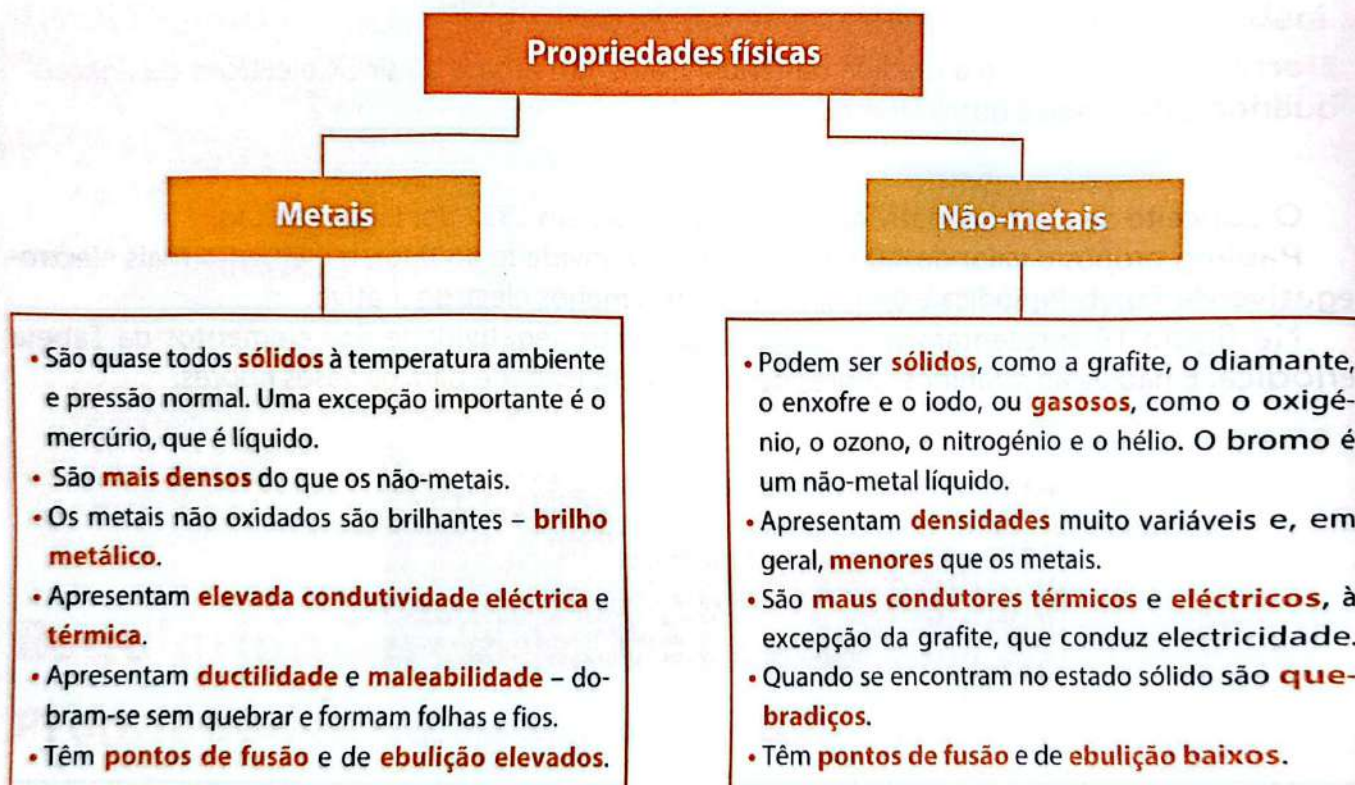 Propriedades físicas
Metais
• São quase todos sólidos à temperatura ambiente
e pressão normal. Uma excepção importante é o
mercúrio, que é líquido.
• São mais densos do que os não-metais.
• Os metais não oxidados são brilhantes – brilho
metálico.
• Apresentam elevada condutividade eléctrica e
térmica.
• Apresentam ductilidade e maleabilidade – do-
bram-se sem quebrar e formam folhas e fios.
• Têm pontos de fusão e de ebulição elevados.
Não-metais
• Podem ser sólidos, como a grafite, o diamante,
o enxofre e o iodo, ou gasosos, como o oxigé-
nio, o ozono, o nitrogénio e o hélio. O bromo é
um não-metal líquido.
• Apresentam densidades muito variáveis e, em
geral, menores que os metais.
• São maus condutores térmicos e eléctricos, à
excepção da grafite, que conduz electricidade.
• Quando se encontram no estado sólido são que-
bradiços.
• Têm pontos de fusão e de ebulição baixos.